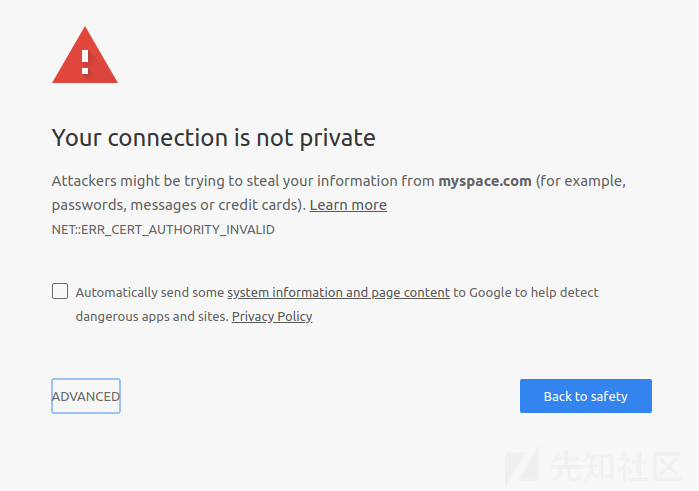 Your connection is not private
Attackers might be trying to steal your information from myspace.com (for example,
passwords, messages or credit cards). Learn more
NET::ERR_CERT_AUTHORITY_INVALID
Automatically send some system information and page content to Google to help detect
dangerous apps and sites. Privacy Policy
ADVANCED
Back to safety
先知社区